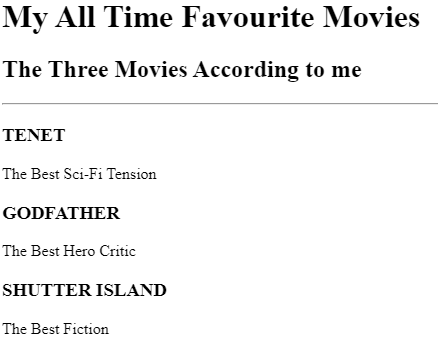 My All Time Favourite Movies
The Three Movies According to me
TENET
The Best Sci-Fi Tension
GODFATHER
The Best Hero Critic
SHUTTER ISLAND
The Best Fiction